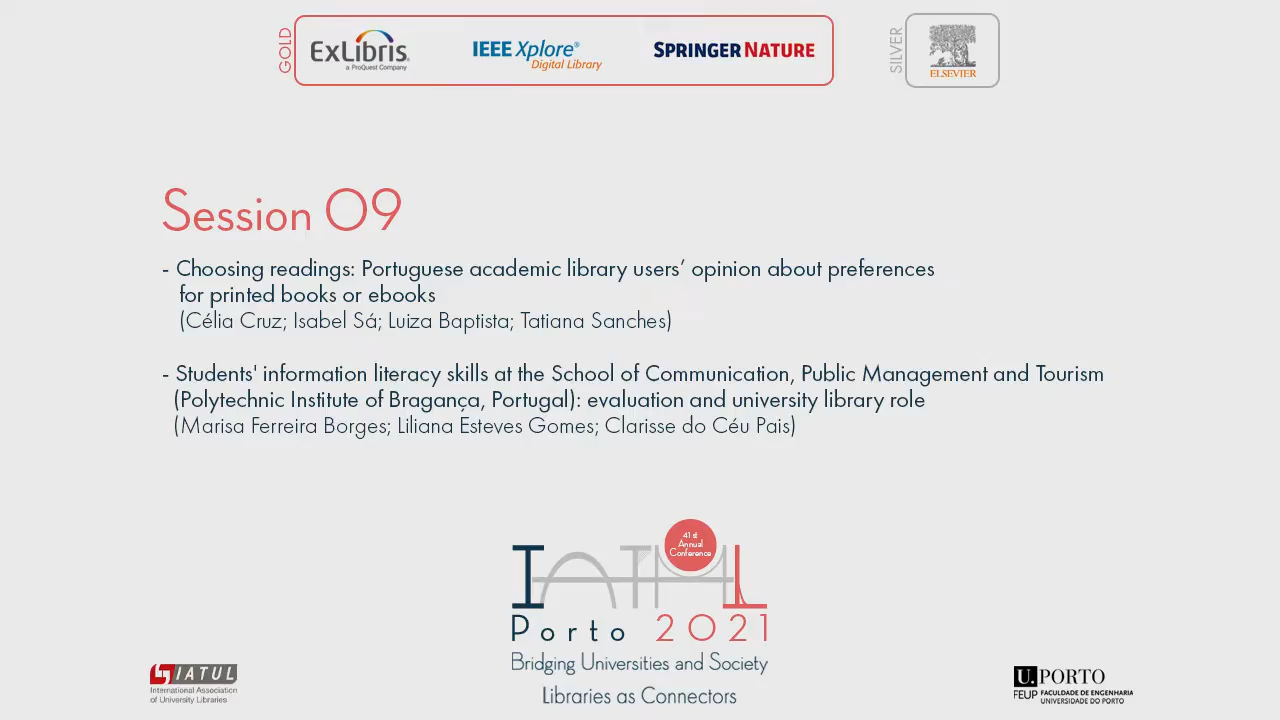 GOLD
ExLibris
a ProQuest Company
IEEE Xplore®
Digital Library
SPRINGER NATURE
SILVER
ELSEVIER
Session 09
- Choosing readings: Portuguese academic library users’ opinion about preferences
for printed books or ebooks
(Célia Cruz; Isabel Sá; Luiza Baptista; Tatiana Sanches)
- Students' information literacy skills at the School of Communication, Public Management and Tourism
(Polytechnic Institute of Bragança, Portugal): evaluation and university library role
(Marisa Ferreira Borges; Liliana Esteves Gomes; Clarisse do Céu Pais)
41st
Annual
Conference
IATUL
Porto 2021
Bridging Universities and Society
Libraries as Connectors
IATUL
International Association
of University Libraries
U.PORTO
FEUP FACULDADE DE ENGENHARIA
UNIVERSIDADE DO PORTO